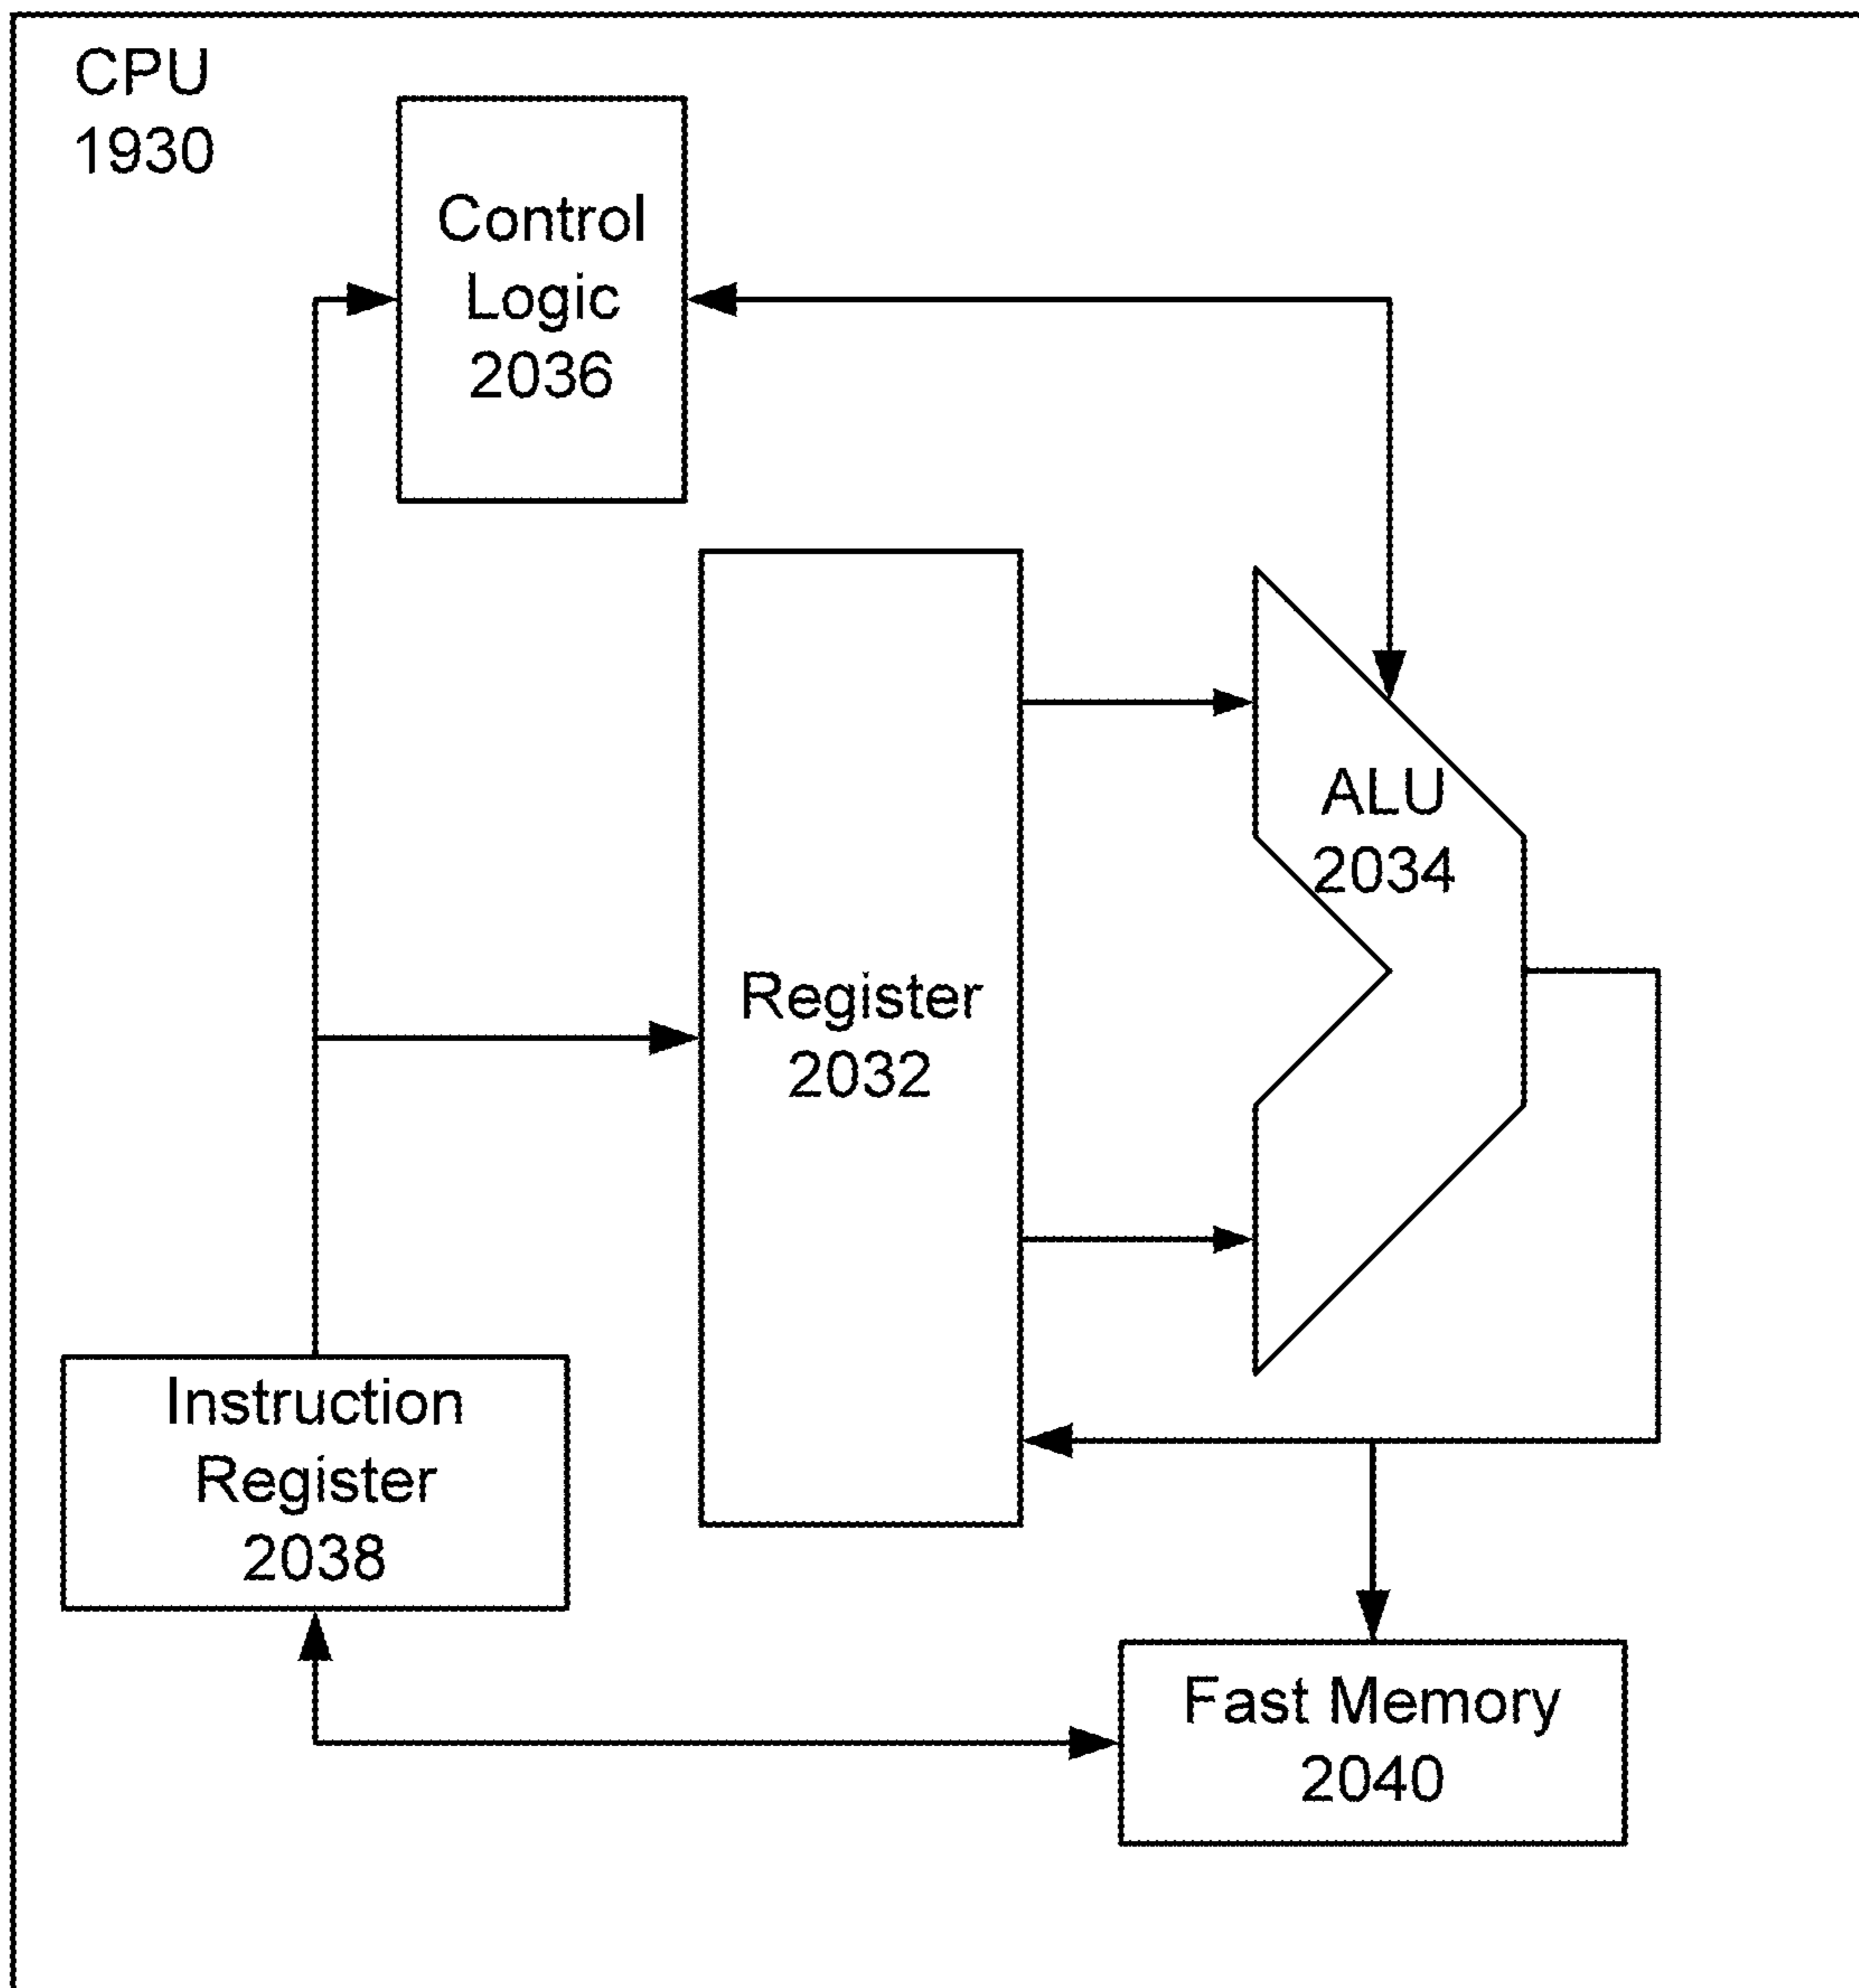 CPU
1930
Control
Logic
2036
ALU
2034
Register
2032
Instruction
Register
2038
Fast Memory
2040